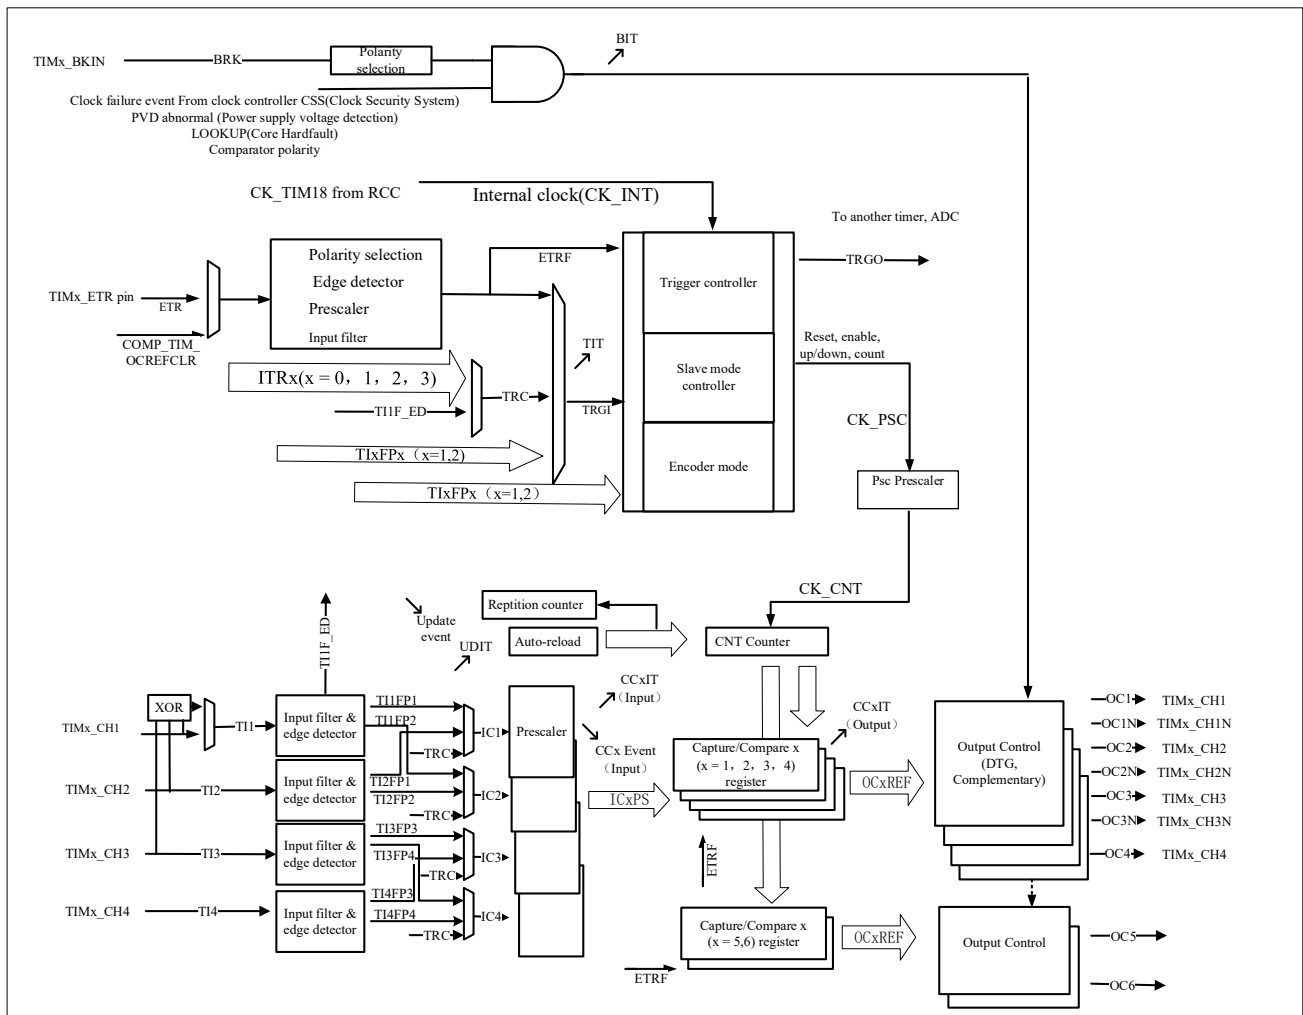 BIT
TIMx_BKIN
BRK
Polarity
selection
Clock failure event From clock controller CSS(Clock Security System)
PVD abnormal (Power supply voltage detection)
LOOKUP(Core Hardfault)
Comparator polarity
CK_TIM18 from RCC
Internal clock(CK_INT)
To another timer, ADC
TRGO
Polarity selection
Edge detector
Prescaler
Input filter
ETRF
TIMx_ETR pin
ETR
COMP_TIM_
OCREFCLR
Trigger controller
Slave mode
controller
Encoder mode
Reset, enable,
up/down, count
TIT
ITRx(x = 0, 1, 2, 3)
TI1F_ED
TRC
TRGI
TIxFPx (x=1,2)
TIxFPx (x=1,2)
CK_PSC
Psc Prescaler
CK_CNT
Reptition counter
Auto-reload
CNT Counter
Update
event
UDIT
TI1F_ED
CCxIT
(Input)
CCx Event
(Input)
CCxIT
(Output)
XOR
TIMx_CH1
TI1
Input filter &
edge detector
TI1FP1
TI1FP2
TRC
IC1
Prescaler
TIMx_CH2
TI2
Input filter &
edge detector
TI2FP1
TI2FP2
TRC
IC2
TIMx_CH3
TI3
Input filter &
edge detector
TI3FP3
TI3FP4
TRC
IC3
TIMx_CH4
TI4
Input filter &
edge detector
TI4FP3
TI4FP4
TRC
IC4
ICxPS
Capture/Compare x
(x = 1, 2, 3, 4)
register
OCxREF
Output Control
(DTG,
Complementary)
OC1
TIMx_CH1
OC1N
TIMx_CH1N
OC2
TIMx_CH2
OC2N
TIMx_CH2N
OC3
TIMx_CH3
OC3N
TIMx_CH3N
OC4
TIMx_CH4
ETRF
Capture/Compare x
(x = 5,6) register
ETRF
OCxREF
Output Control
OC5
OC6